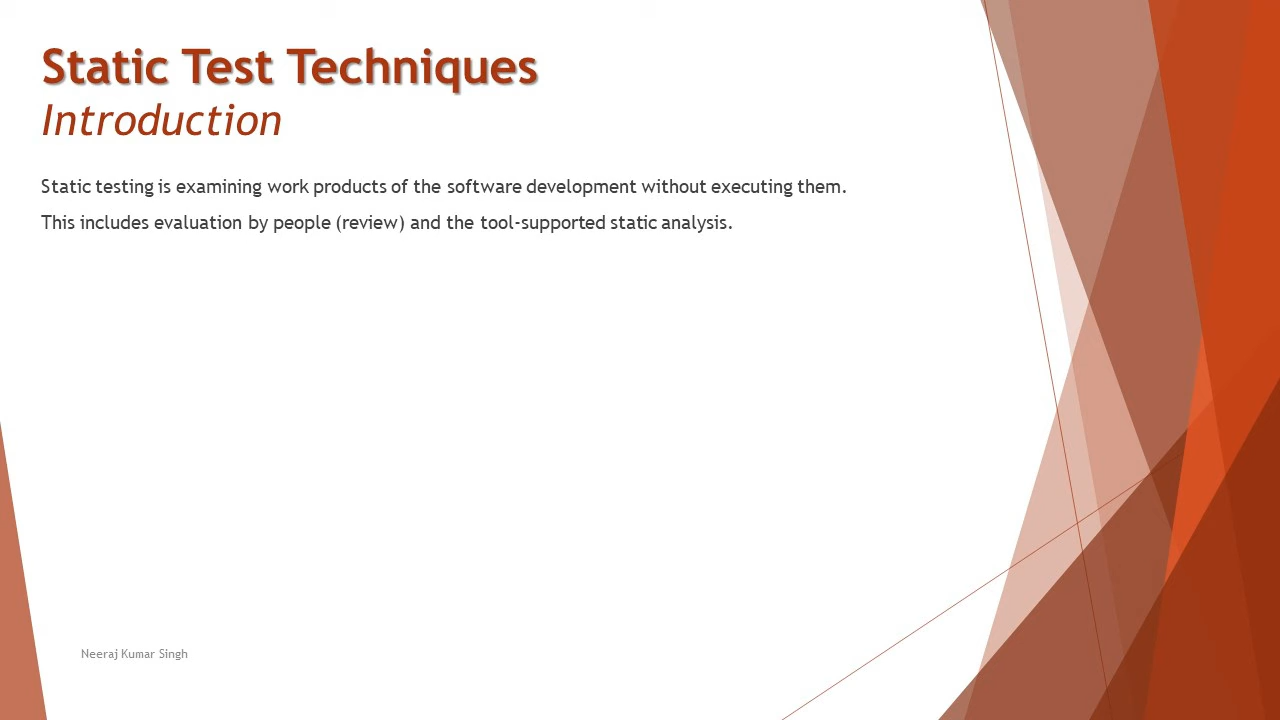 Static Test Techniques
Introduction
Static testing is examining work products of the software development without executing them.
This includes evaluation by people (review) and the tool-supported static analysis.
Neeraj Kumar Singh